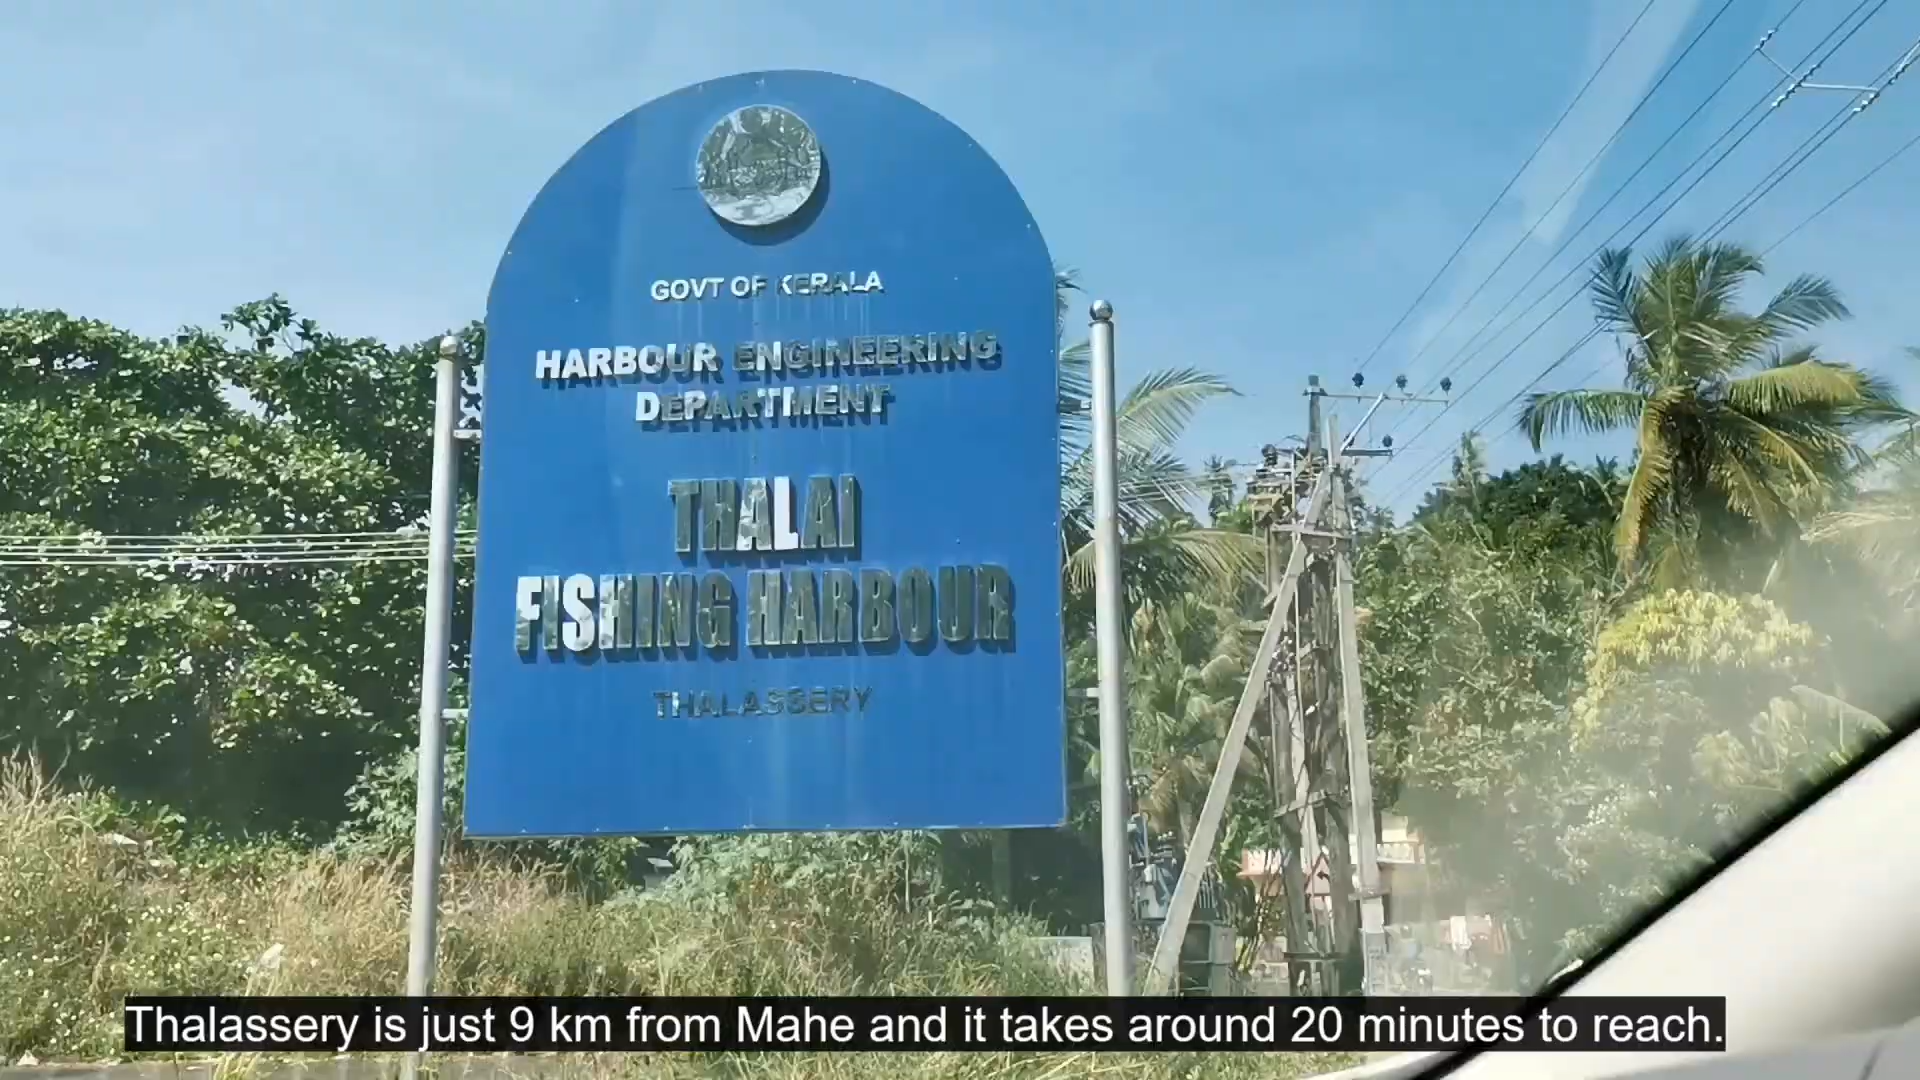 GOVT OF KERALA
HARBOUR ENGINEERING
DEPARTMENT
THALAI
FISHING HARBOUR
THALASSERY
Thalassery is just 9 km from Mahe and it takes around 20 minutes to reach.